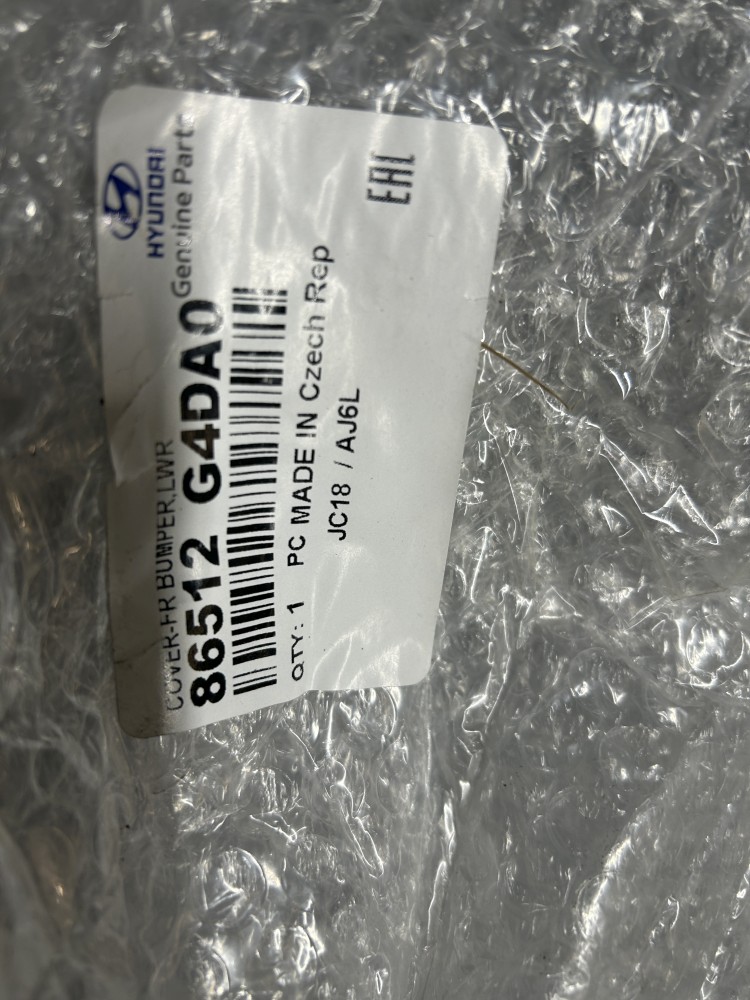 HYUNDAI
Genuine Parts
EAC
COVER-FR BUMPER,LWR
86512 G4DA0
QTY: 1 PC MADE IN Czech Rep
JC18 / AJ6L